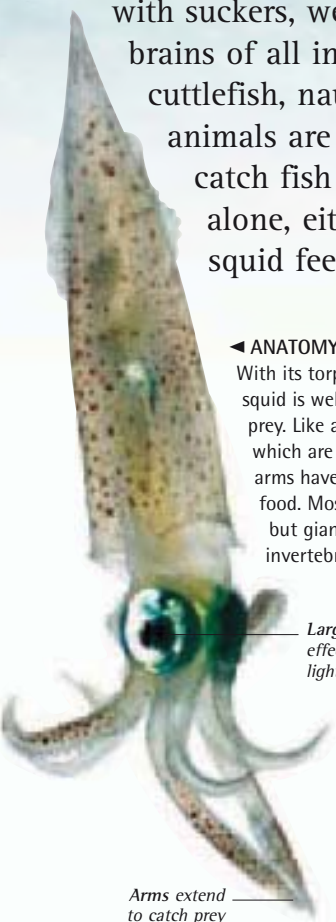 with suckers, we
brains of all in
cuttlefish, nau
animals are
catch fish
alone, eit
squid fee
◄ ANATOMY
With its torp
squid is wel
prey. Like a
which are
arms have
food. Mos
but gian
invertebr
Larg
effe
ligh
Arms extend
to catch prey